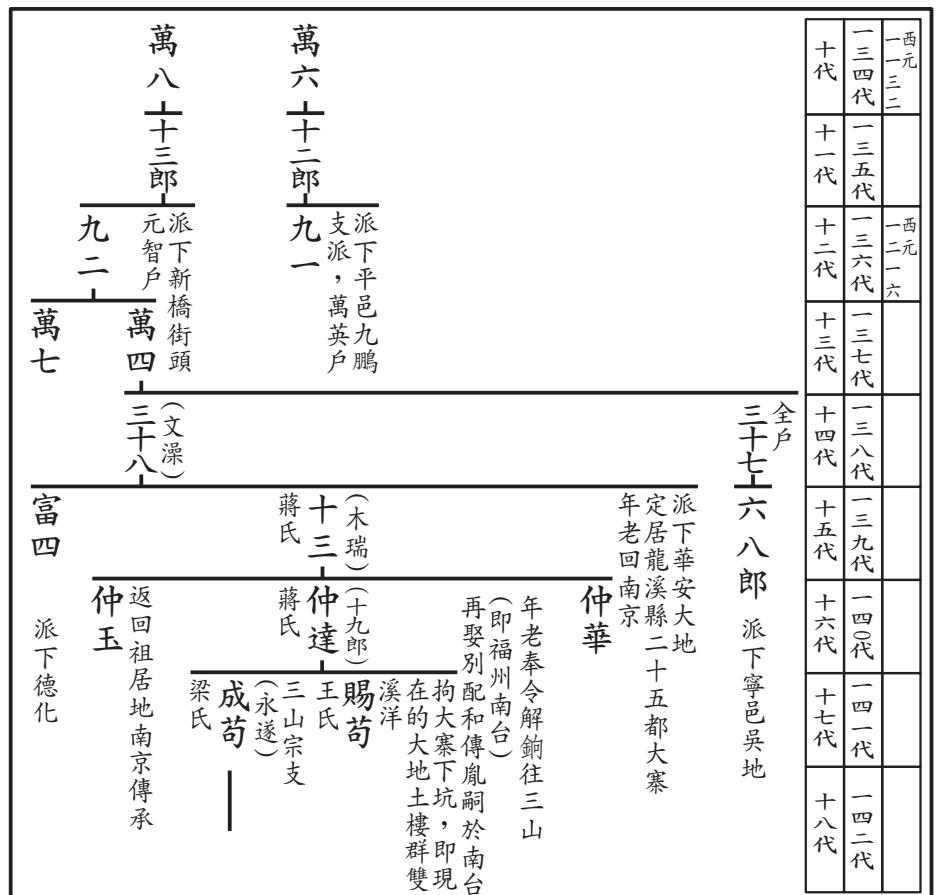 西元
一一三二
一三四代
十代
一三五代
十一代
西元
一二一六
一三六代
十二代
一三七代
十三代
一三八代
十四代
一三九代
十五代
一四〇代
十六代
一四一代
十七代
一四二代
十八代
萬六
十二郎
九一
派下平邑九鵬
支派，萬英戶
萬八
十三郎
派下新橋街頭
元智戶
九二
萬四
萬七
全戶
三十七
六八郎
派下寧邑吳地
(文澡)
三十八
派下華安大地
定居龍溪縣二十五都大寨
年老回南京
(木瑞)
十三
蔣氏
富四
派下德化
仲華
年老奉令解餉往三山
(即福州南台)
再娶別配和傳胤嗣於南台
(十九郎)
仲達
蔣氏
返回祖居地南京傳承
仲玉
拘大寨下坑，即現
在的大地土樓群雙
溪洋
賜苟
王氏
三山宗支
(永遂)
成苟
梁氏